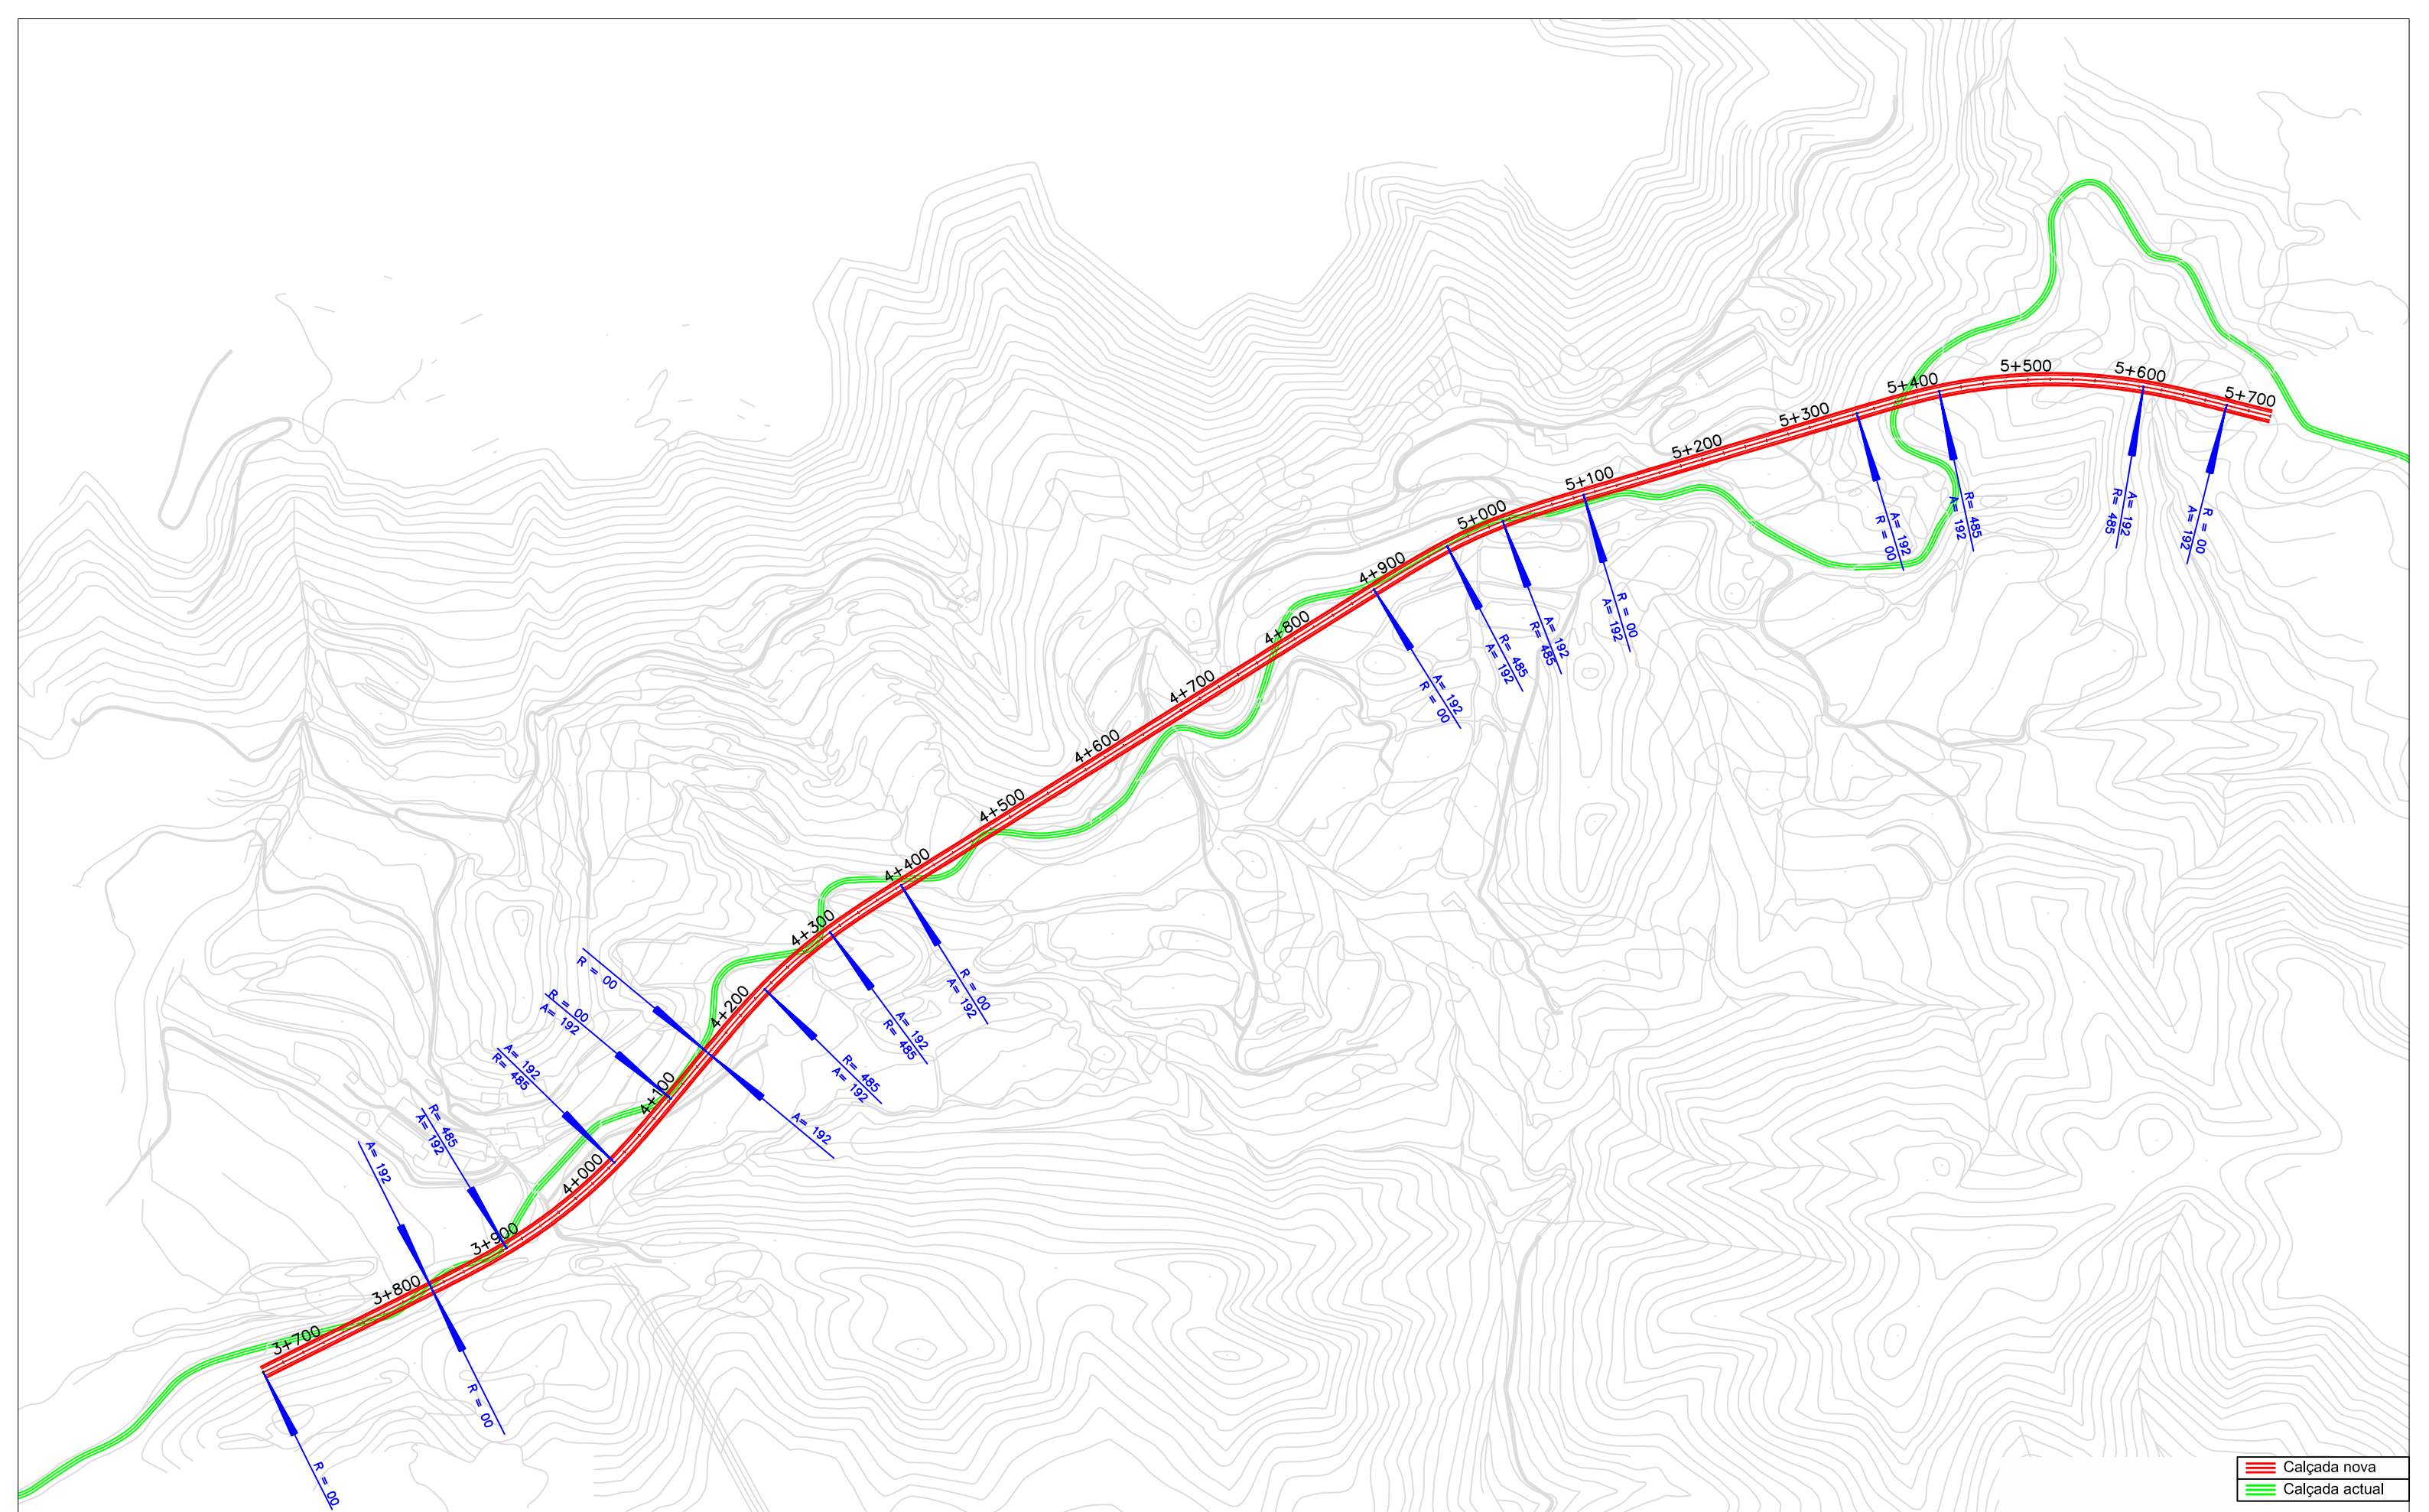 5+500
5+600
5+400
5+700
5+300
5+200
5+100
5+000
4+900
4+800
4+700
4+600
4+500
4+400
4+300
4+200
4+100
4+000
3+900
3+800
3+700
R = 00
A= 192
R = 00
A= 192
R= 485
A= 192
A= 192
R= 485
R = 00
A= 192
R = 00
A= 192
A= 192
R= 485
R= 485
A= 192
R = 00
A= 192
A= 192
R = 00
R= 485
A= 192
A= 192
R= 485
R = 00
A= 192
A= 192
R = 00
R= 485
A= 192
A= 192
R= 485
R = 00
A= 192
Calçada nova
Calçada actual